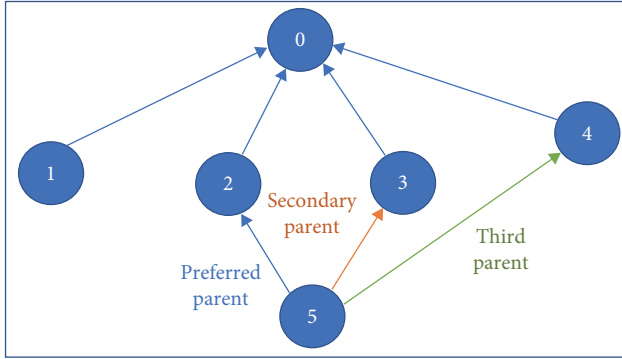 0
4
1
2
3
Secondary
parent
Third
parent
Preferred
parent
5